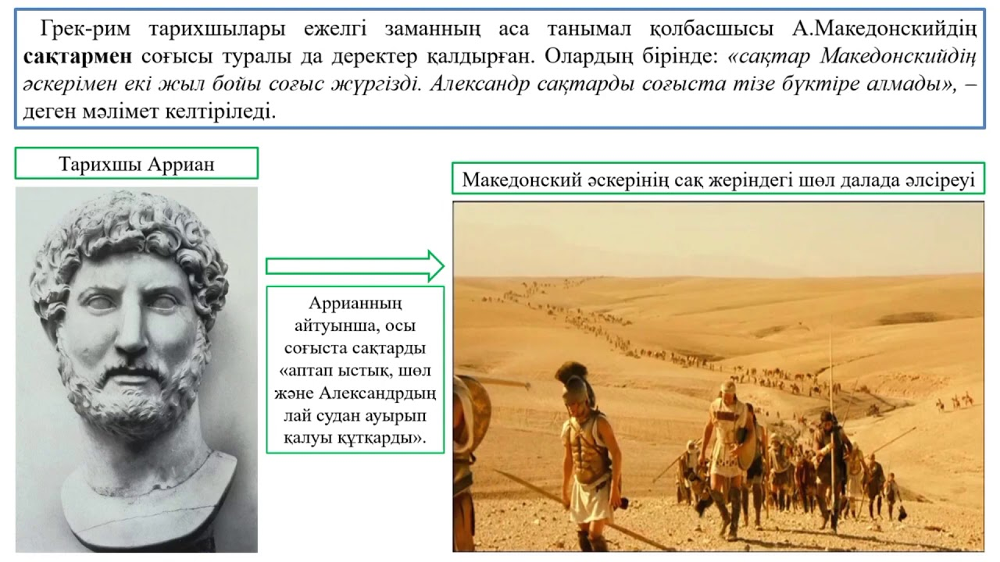 Грек-рим тарихшылары ежелгі заманның аса танымал қолбасшысы А.Македонскийдің
сақтармен соғысы туралы да деректер қалдырған. Олардың бірінде: «сақтар Македонскийдің
әскерімен екі жыл бойы соғыс жүргізді. Александр сақтарды соғыста тізе бүктіре алмады», –
деген мәлімет келтіріледі.
Тарихшы Арриан
Македонский әскерінің сақ жеріндегі шөл далада әлсіреуі
Аррианның
айтуынша, осы
соғыста сақтарды
«аптап ыстық, шөл
және Александрдың
лай судан ауырып
қалуы құтқарды».